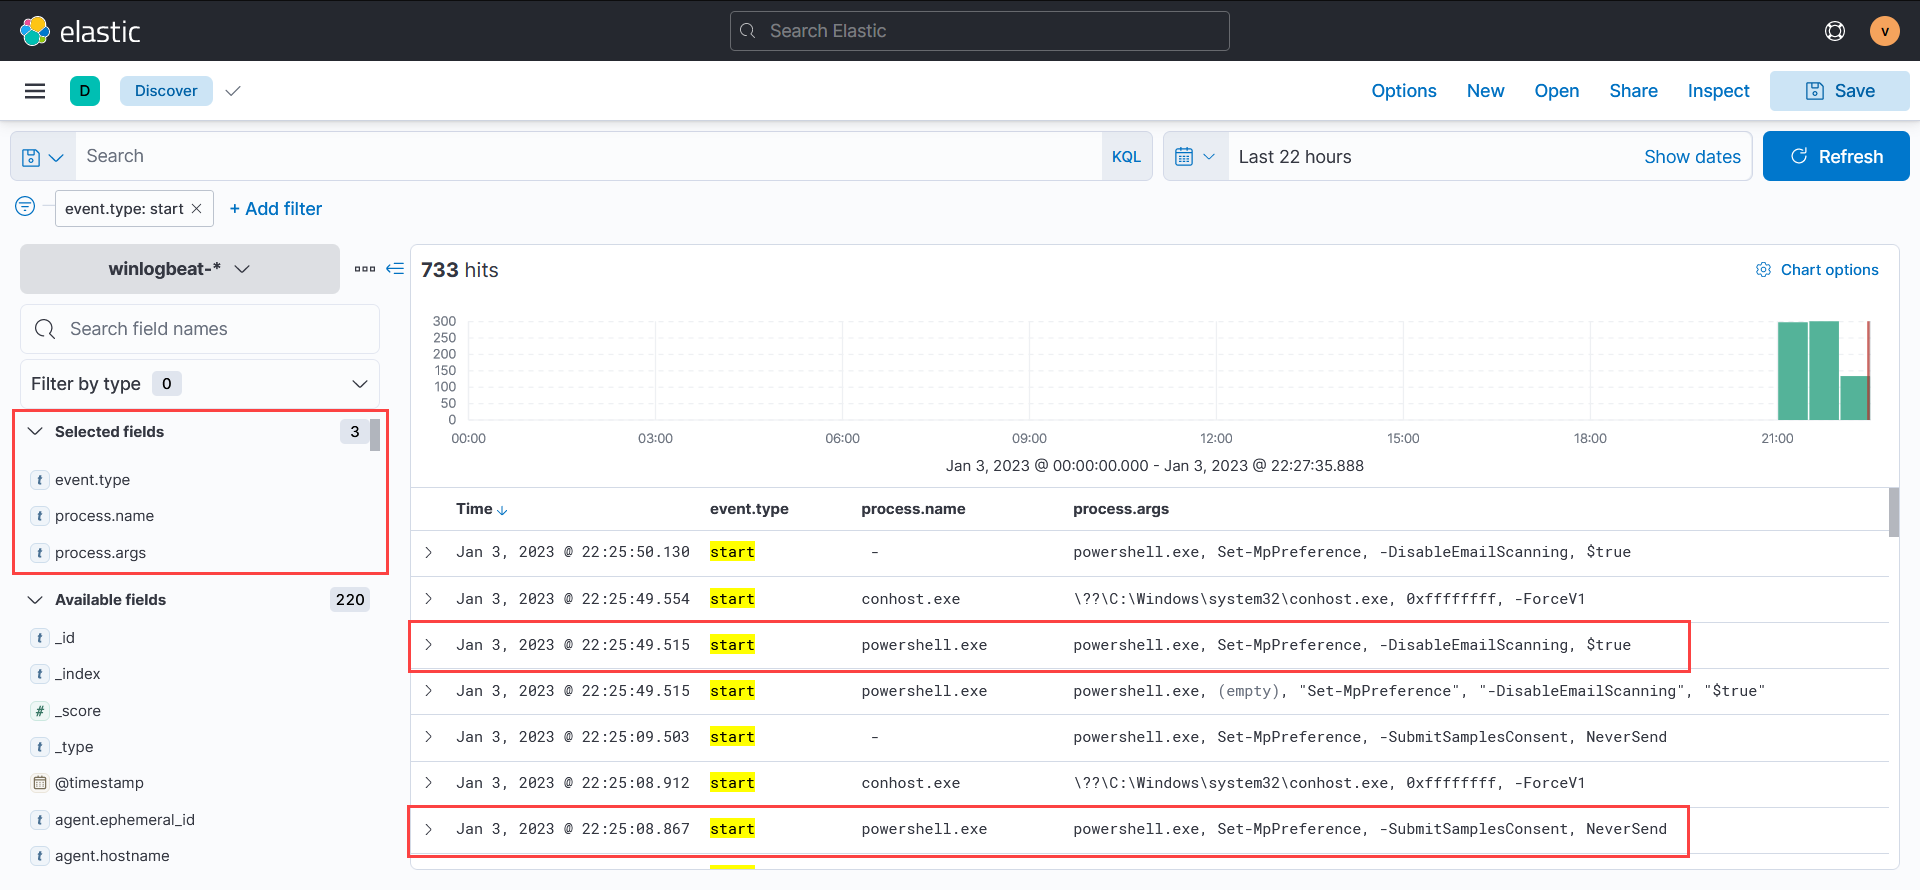 elastic
Search Elastic
v
D
Discover
Options New Open Share Inspect Save
Search
KQL
Last 22 hours
Show dates
Refresh
event.type: start
+ Add filter
winlogbeat-*
733 hits
Chart options
Search field names
Filter by type 0
Selected fields 3
t event.type
t process.name
t process.args
Available fields 220
t _id
t _index
# _score
t _type
@timestamp
t agent.ephemeral_id
t agent.hostname
300
250
200
150
100
50
0
00:00 03:00 06:00 09:00 12:00 15:00 18:00 21:00
Jan 3, 2023 @ 00:00:00.000 - Jan 3, 2023 @ 22:27:35.888
Time event.type process.name process.args
Jan 3, 2023 @ 22:25:50.130 start - powershell.exe, Set-MpPreference, -DisableEmailScanning, $true
Jan 3, 2023 @ 22:25:49.554 start conhost.exe \??\C:\Windows\system32\conhost.exe, 0xffffffff, -ForceV1
Jan 3, 2023 @ 22:25:49.515 start powershell.exe powershell.exe, Set-MpPreference, -DisableEmailScanning, $true
Jan 3, 2023 @ 22:25:49.515 start powershell.exe powershell.exe, (empty), "Set-MpPreference", "-DisableEmailScanning", "$true"
Jan 3, 2023 @ 22:25:09.503 start - powershell.exe, Set-MpPreference, -SubmitSamplesConsent, NeverSend
Jan 3, 2023 @ 22:25:08.912 start conhost.exe \??\C:\Windows\system32\conhost.exe, 0xffffffff, -ForceV1
Jan 3, 2023 @ 22:25:08.867 start powershell.exe powershell.exe, Set-MpPreference, -SubmitSamplesConsent, NeverSend